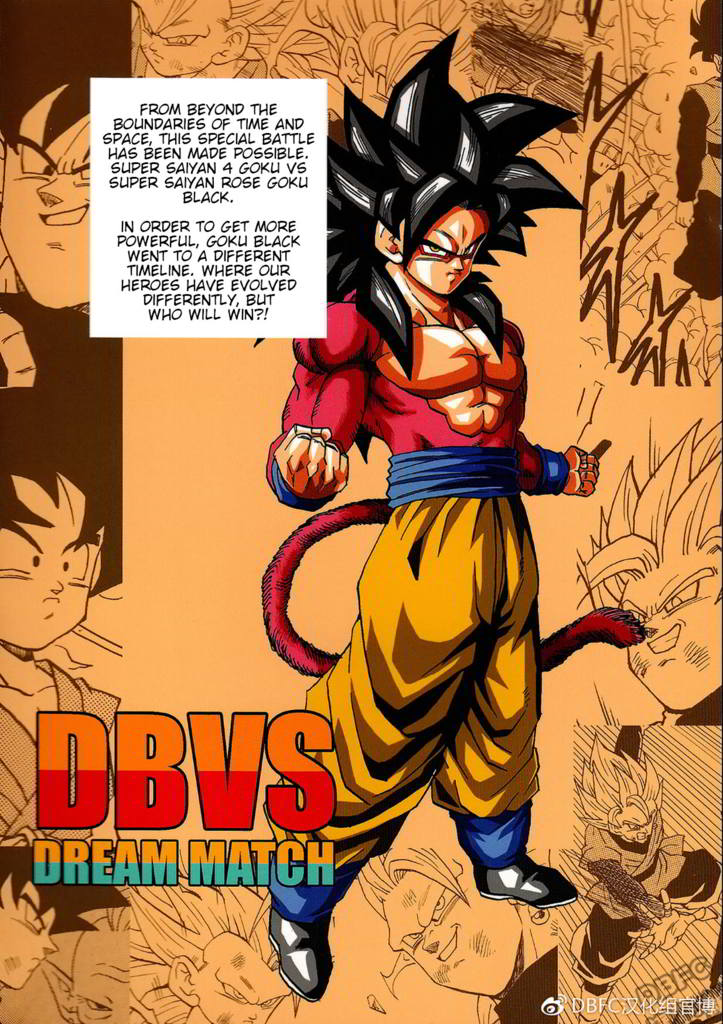 FROM BEYOND THE
BOUNDARIES OF TIME AND
SPACE, THIS SPECIAL BATTLE
HAS BEEN MADE POSSIBLE.
SUPER SAIYAN 4 GOKU VS
SUPER SAIYAN ROSE GOKU
BLACK.
IN ORDER TO GET MORE
POWERFUL, GOKU BLACK
WENT TO A DIFFERENT
TIMELINE. WHERE OUR
HEROES HAVE EVOLVED
DIFFERENTLY, BUT
WHO WILL WIN?!
DBVS
DREAM MATCH
DBFC汉化组官博